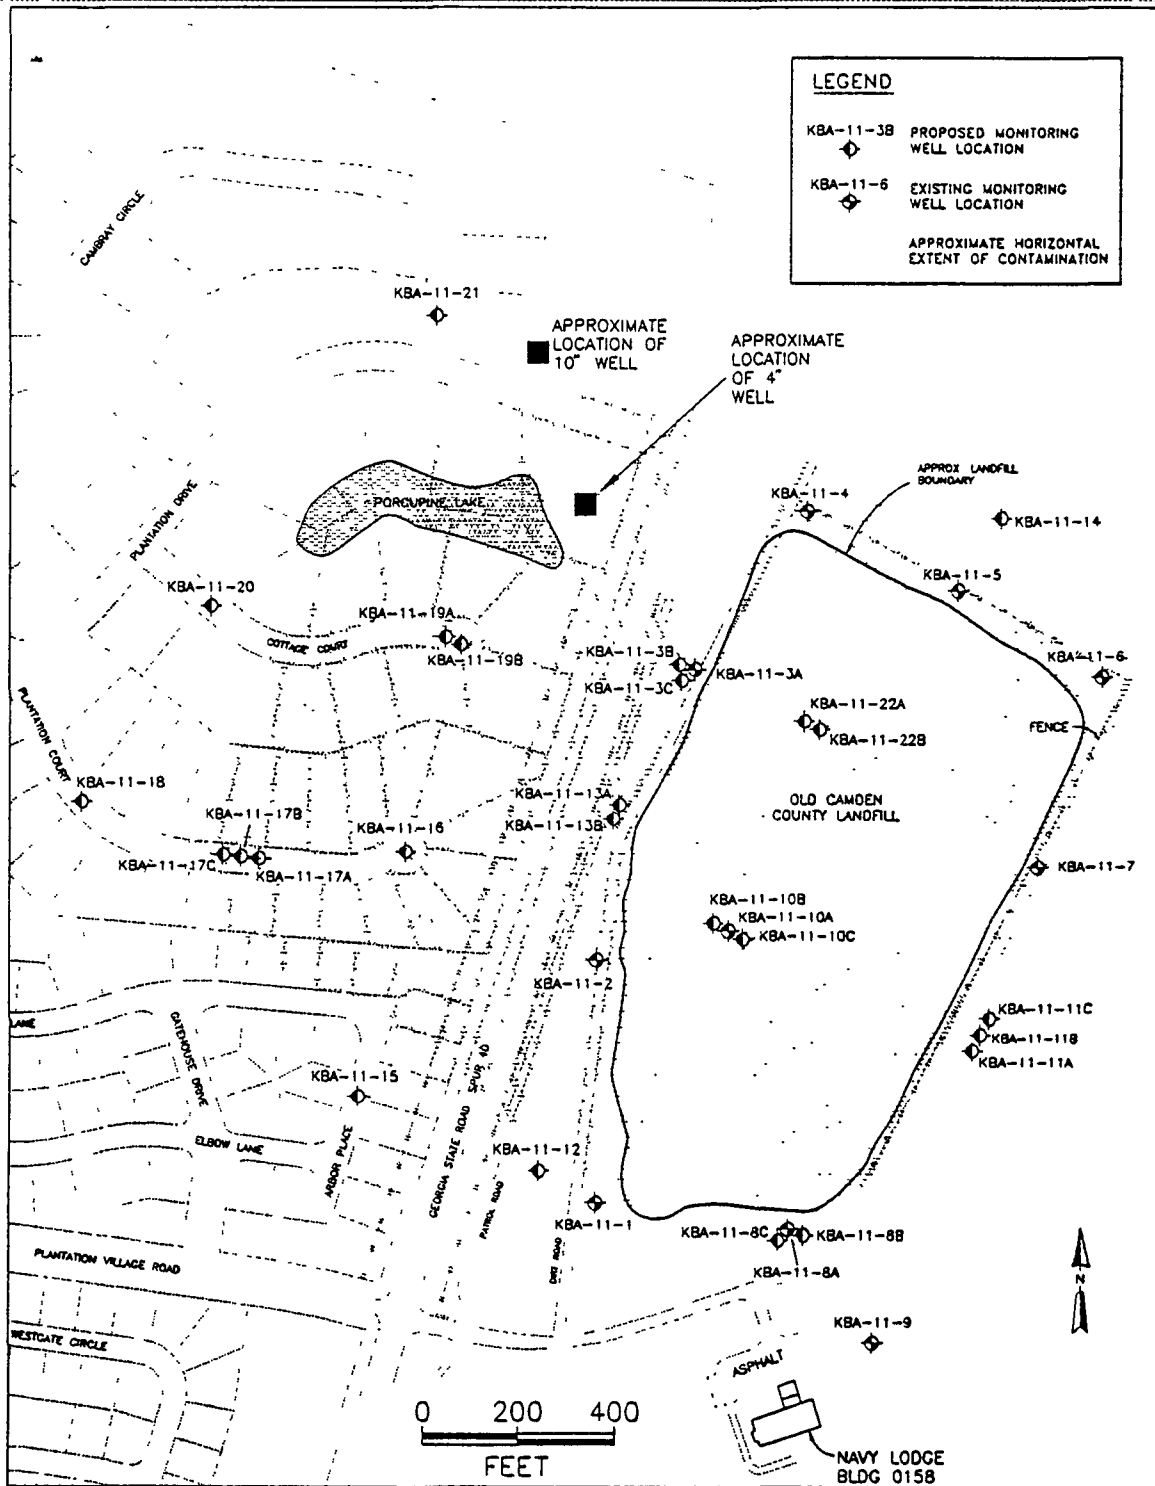 LEGEND
KBA-11-3B PROPOSED MONITORING
WELL LOCATION
KBA-11-6 EXISTING MONITORING
WELL LOCATION
APPROXIMATE HORIZONTAL
EXTENT OF CONTAMINATION
CAMBRAY CIRCLE
KBA-11-21
APPROXIMATE
LOCATION OF
10" WELL
APPROXIMATE
LOCATION
OF 4"
WELL
PORCUPINE LAKE
PLANTATION DRIVE
APPROX LANDFILL
BOUNDARY
KBA-11-4
KBA-11-14
KBA-11-5
KBA-11-20
KBA-11-19A
COTTAGE COURT
KBA-11-19B
KBA-11-3B
KBA-11-3A
KBA-11-3C
KBA-11-6
KBA-11-22A
KBA-11-22B
FENCE
PLANTATION COURT
KBA-11-18
KBA-11-17B
KBA-11-16
KBA-11-17C
KBA-11-17A
KBA-11-13A
KBA-11-13B
OLD CAMDEN
COUNTY LANDFILL
KBA-11-7
KBA-11-10B
KBA-11-10A
KBA-11-10C
KBA-11-2
KBA-11-11C
KBA-11-11B
KBA-11-11A
LANE
GATEHOUSE DRIVE
KBA-11-15
ELBOW LANE
ARBOR PLACE
GEORGIA STATE ROAD SPUR 40
PATROL ROAD
DIRT ROAD
KBA-11-12
KBA-11-1
KBA-11-8C
KBA-11-8B
KBA-11-8A
PLANTATION VILLAGE ROAD
WESTGATE CIRCLE
KBA-11-9
N
ASPHALT
0 200 400
FEET
NAVY LODGE
BLDG 0158